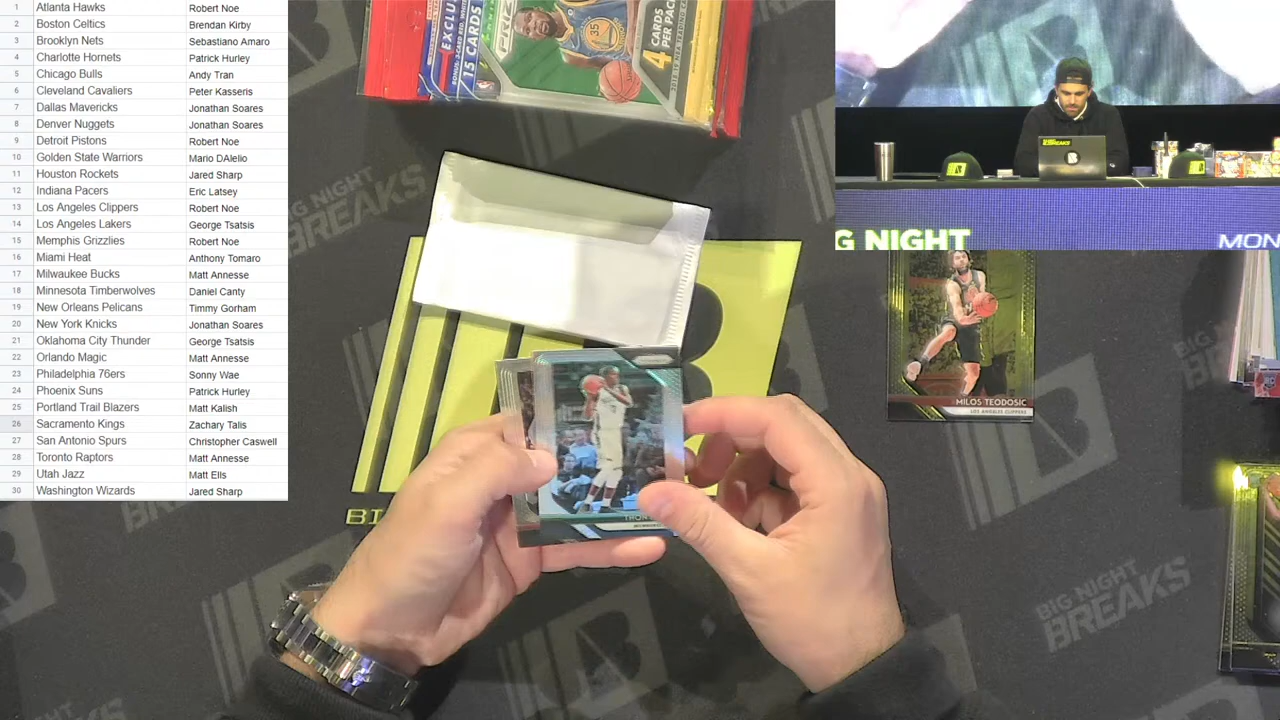 1 Atlanta Hawks Robert Noe
2 Boston Celtics Brendan Kirby
3 Brooklyn Nets Sebastiano Amaro
4 Charlotte Hornets Patrick Hurley
5 Chicago Bulls Andy Tran
6 Cleveland Cavaliers Peter Kasseris
7 Dallas Mavericks Jonathan Soares
8 Denver Nuggets Jonathan Soares
9 Detroit Pistons Robert Noe
10 Golden State Warriors Mario DAlelio
11 Houston Rockets Jared Sharp
12 Indiana Pacers Eric Latsey
13 Los Angeles Clippers Robert Noe
14 Los Angeles Lakers George Tsatsis
15 Memphis Grizzlies Robert Noe
16 Miami Heat Anthony Tomaro
17 Milwaukee Bucks Matt Annesse
18 Minnesota Timberwolves Daniel Canty
19 New Orleans Pelicans Timmy Gorham
20 New York Knicks Jonathan Soares
21 Oklahoma City Thunder George Tsatsis
22 Orlando Magic Matt Annesse
23 Philadelphia 76ers Sonny Wae
24 Phoenix Suns Patrick Hurley
25 Portland Trail Blazers Matt Kalish
26 Sacramento Kings Zachary Talis
27 San Antonio Spurs Christopher Caswell
28 Toronto Raptors Matt Annesse
29 Utah Jazz Matt Ells
30 Washington Wizards Jared Sharp
EXCLU
15 CARDS
PRIZM
35
4 CARDS
PER PACK
G NIGHT
MON
MILOS TEODOSIC
LOS ANGELES CLIPPERS
THON
BI
BIG NIGHT
BREAKS
BIG NIGHT
BREAKS